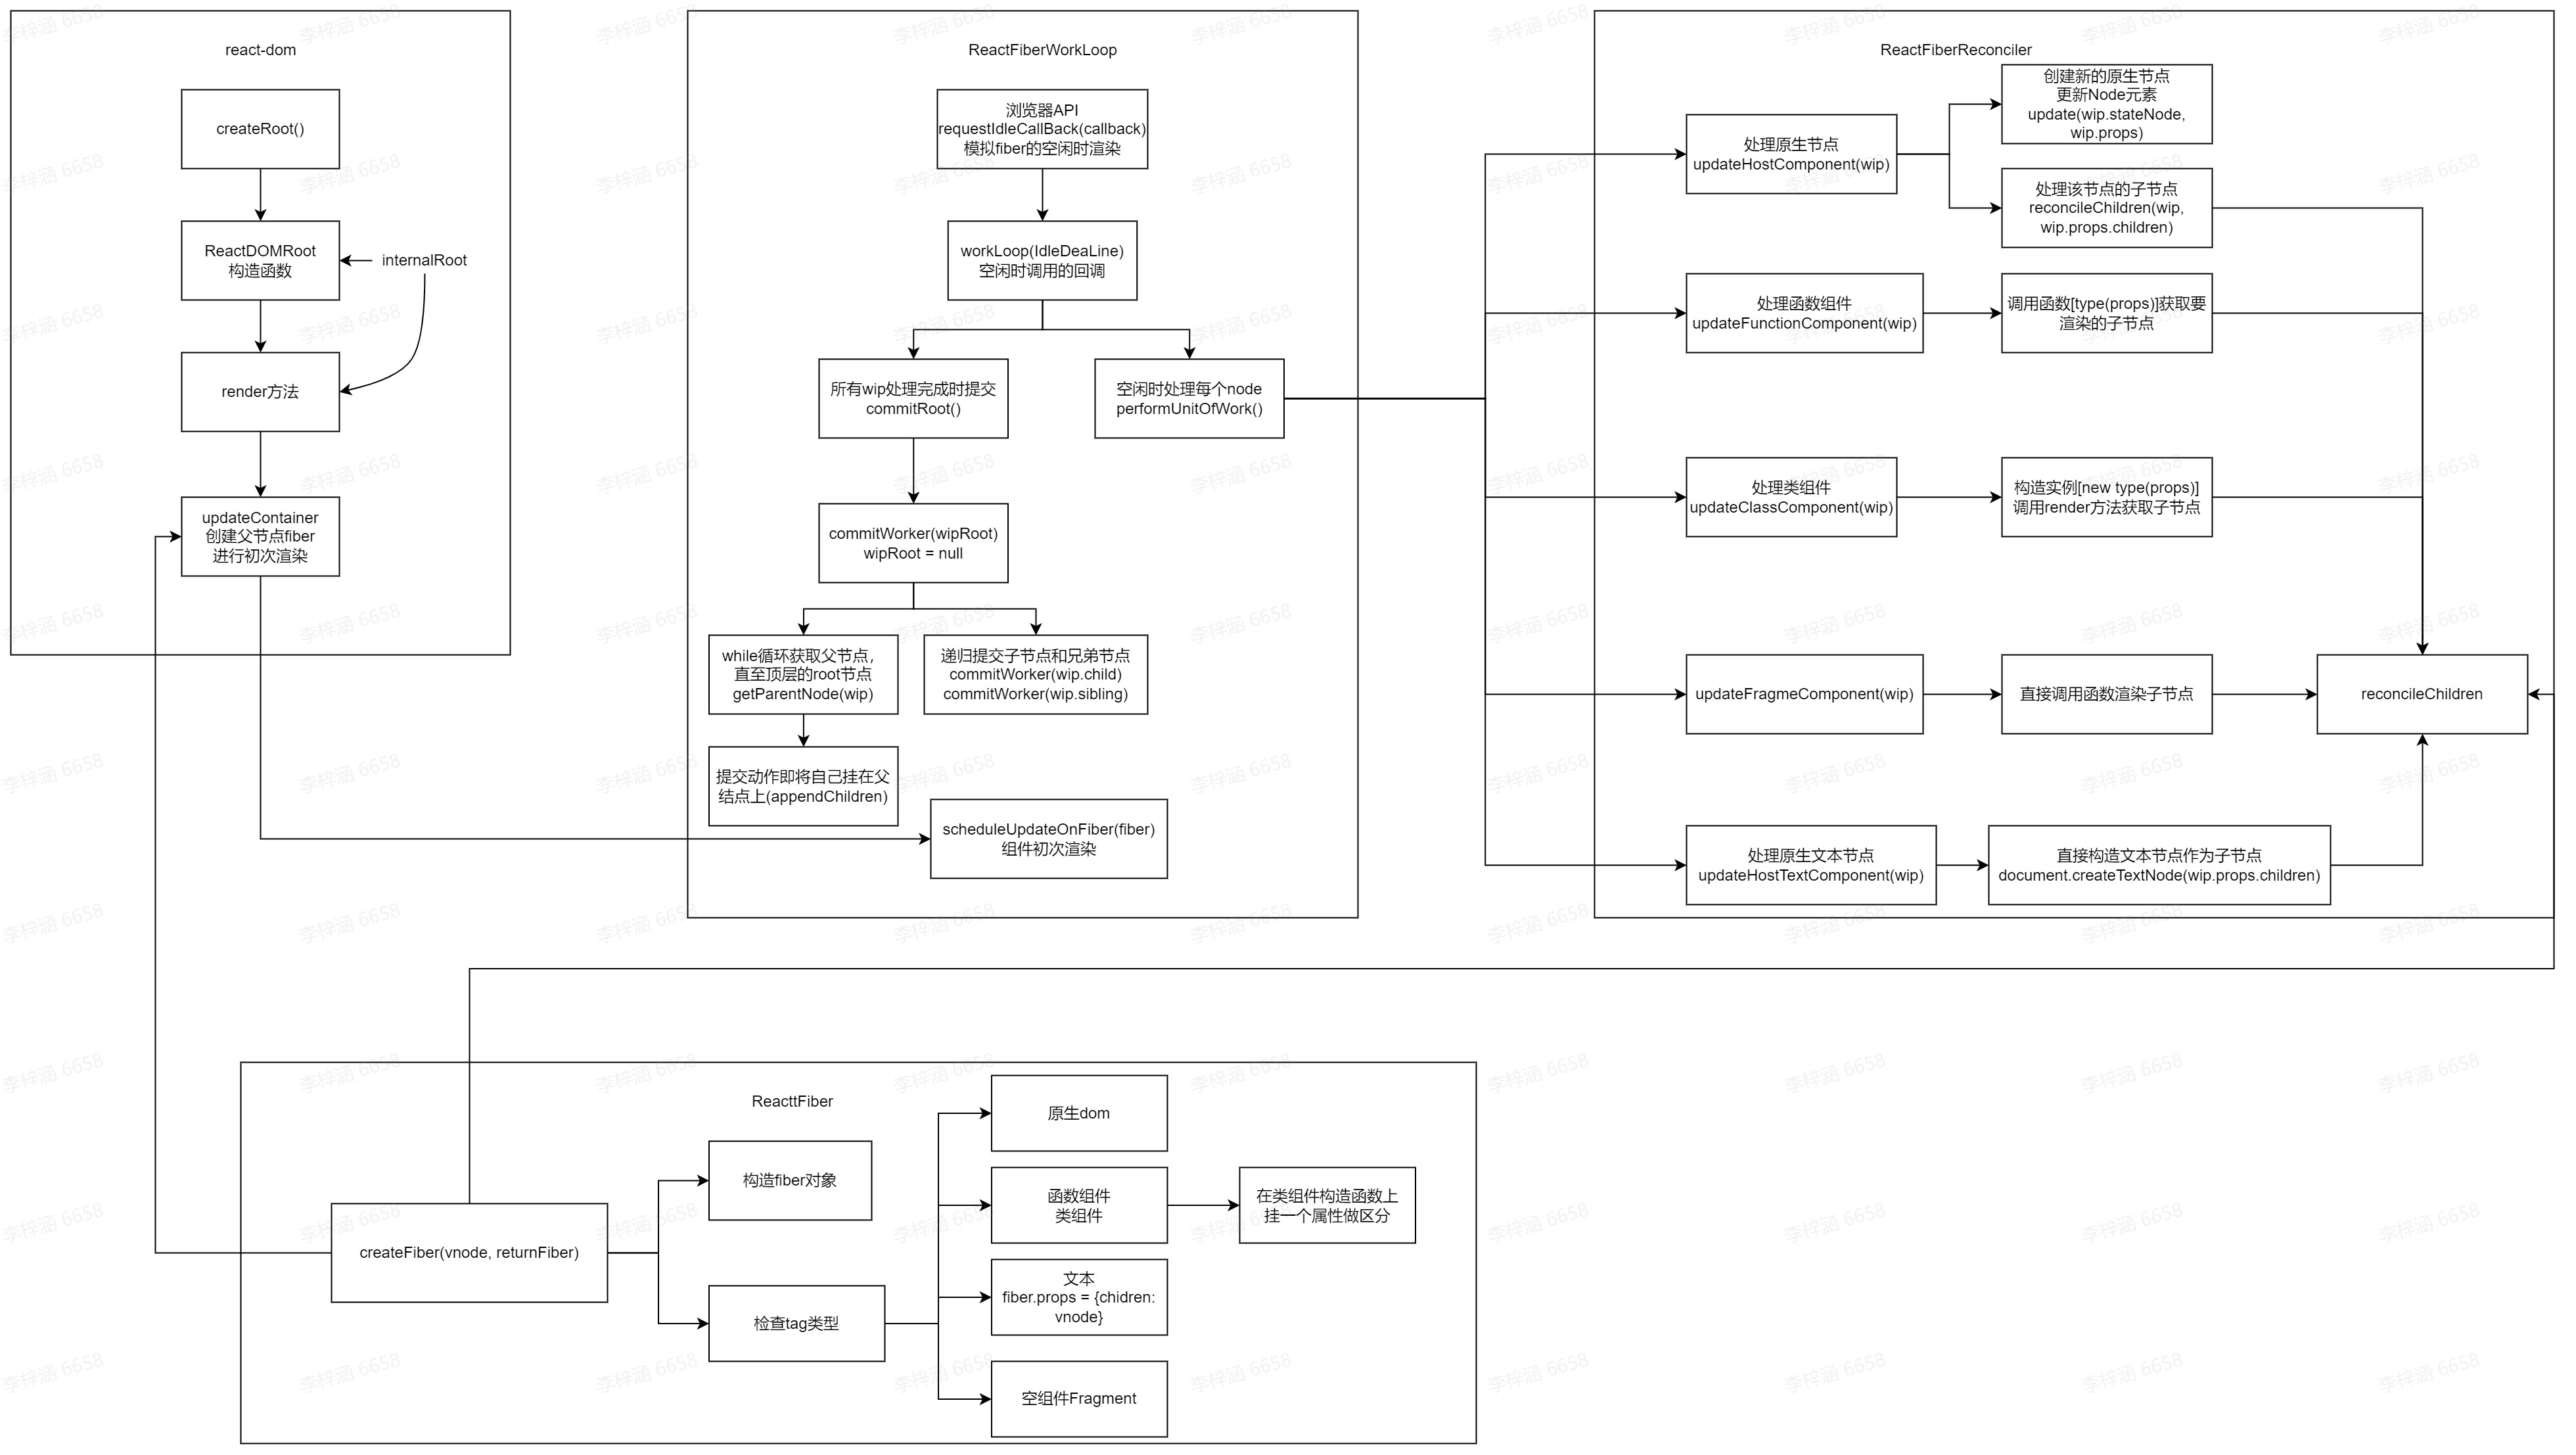 react-dom
createRoot()
ReactDOMRoot
构造函数
internalRoot
render方法
updateContainer
创建父节点fiber
进行初次渲染
ReactFiberWorkLoop
浏览器API
requestIdleCallBack(callback)
模拟fiber的空闲时渲染
workLoop(IdleDeaLine)
空闲时调用的回调
所有wip处理完成时提交
commitRoot()
空闲时处理每个node
performUnitOfWork()
commitWorker(wipRoot)
wipRoot = null
while循环获取父节点，
直至顶层的root节点
getParentNode(wip)
递归提交子节点和兄弟节点
commitWorker(wip.child)
commitWorker(wip.sibling)
提交动作即将自己挂在父
结点上(appendChildren)
scheduleUpdateOnFiber(fiber)
组件初次渲染
ReactFiberReconciler
处理原生节点
updateHostComponent(wip)
创建新的原生节点
更新Node元素
update(wip.stateNode,
wip.props)
处理该节点的子节点
reconcileChildren(wip,
wip.props.children)
处理函数组件
updateFunctionComponent(wip)
调用函数[type(props)]获取要
渲染的子节点
处理类组件
updateClassComponent(wip)
构造实例[new type(props)]
调用render方法获取子节点
updateFragmeComponent(wip)
直接调用函数渲染子节点
reconcileChildren
处理原生文本节点
updateHostTextComponent(wip)
直接构造文本节点作为子节点
document.createTextNode(wip.props.children)
ReacttFiber
createFiber(vnode, returnFiber)
构造fiber对象
检查tag类型
原生dom
函数组件
类组件
在类组件构造函数上
挂一个属性做区分
文本
fiber.props = {chidren:
vnode}
空组件Fragment
李梓涵 6658